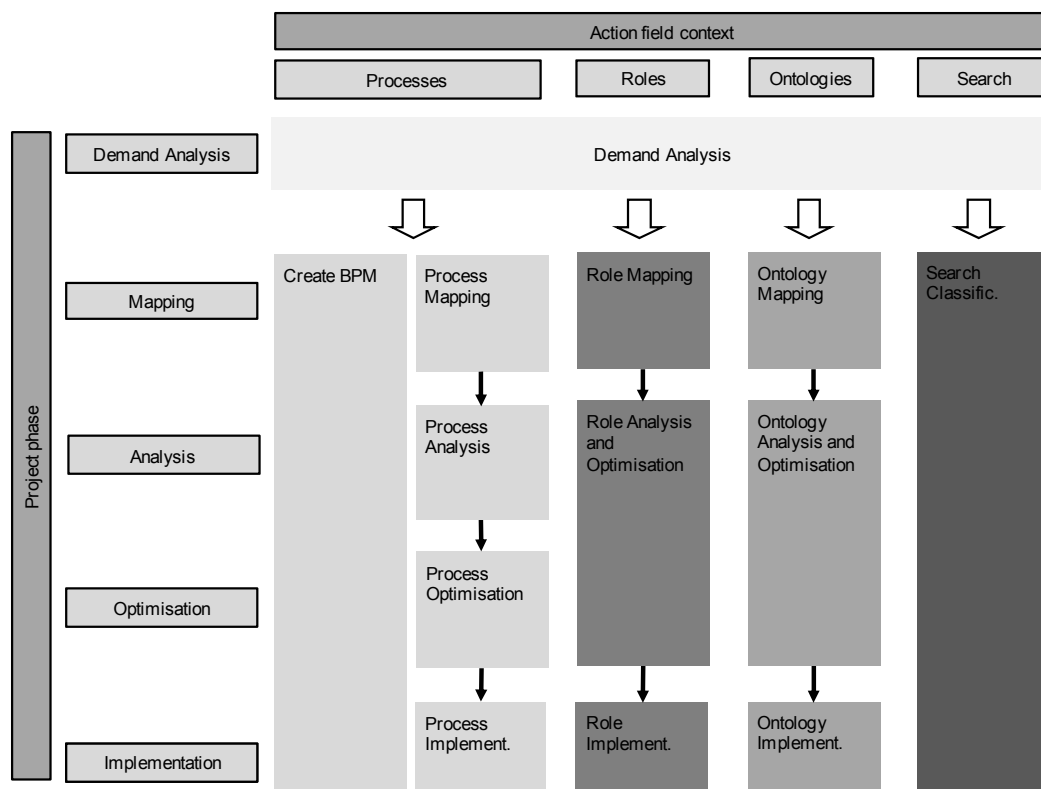 Action field context
Processes
Roles
Ontologies
Search
Project phase
Demand Analysis
Demand Analysis
Mapping
Create BPM
Process
Mapping
Role Mapping
Ontology
Mapping
Search
Classific.
Analysis
Process
Analysis
Role Analysis
and
Optimisation
Ontology
Analysis and
Optimisation
Optimisation
Process
Optimisation
Implementation
Process
Implement.
Role
Implement.
Ontology
Implement.